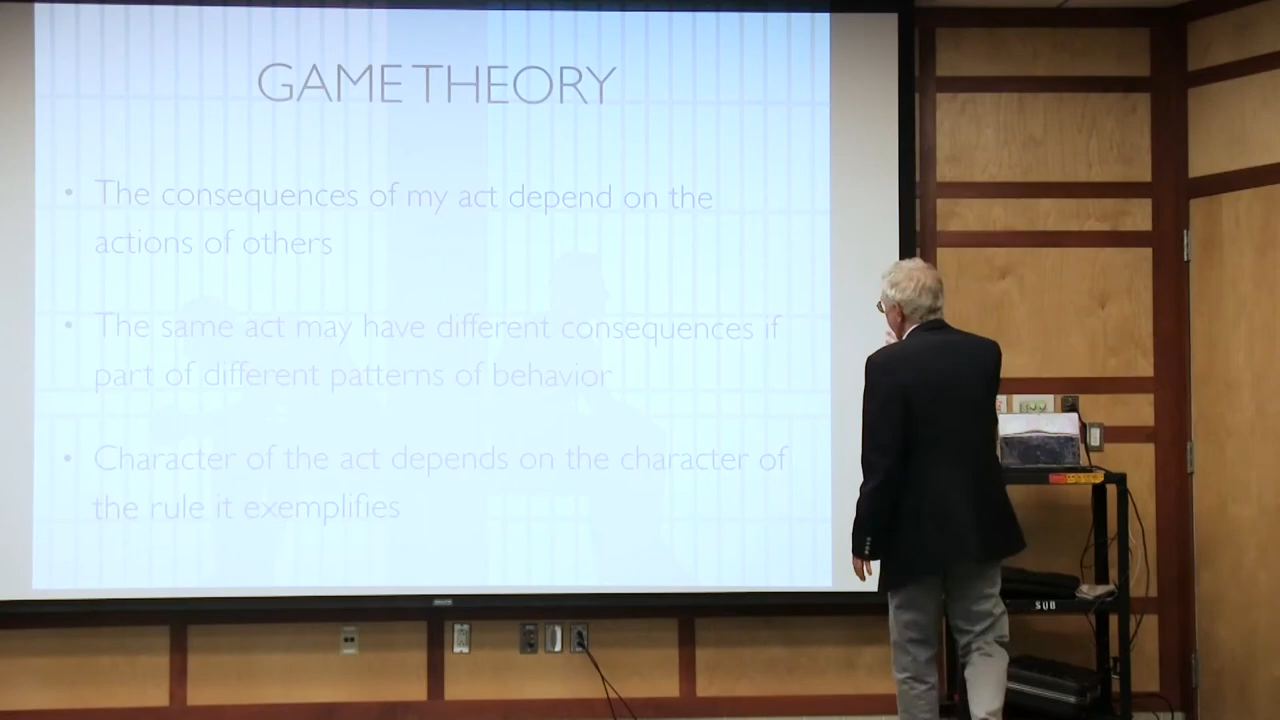 GAME THEORY
• The consequences of my act depend on the
actions of others
• The same act may have different consequences if
part of different patterns of behavior
• Character of the act depends on the character of
the rule it exemplifies
SUB